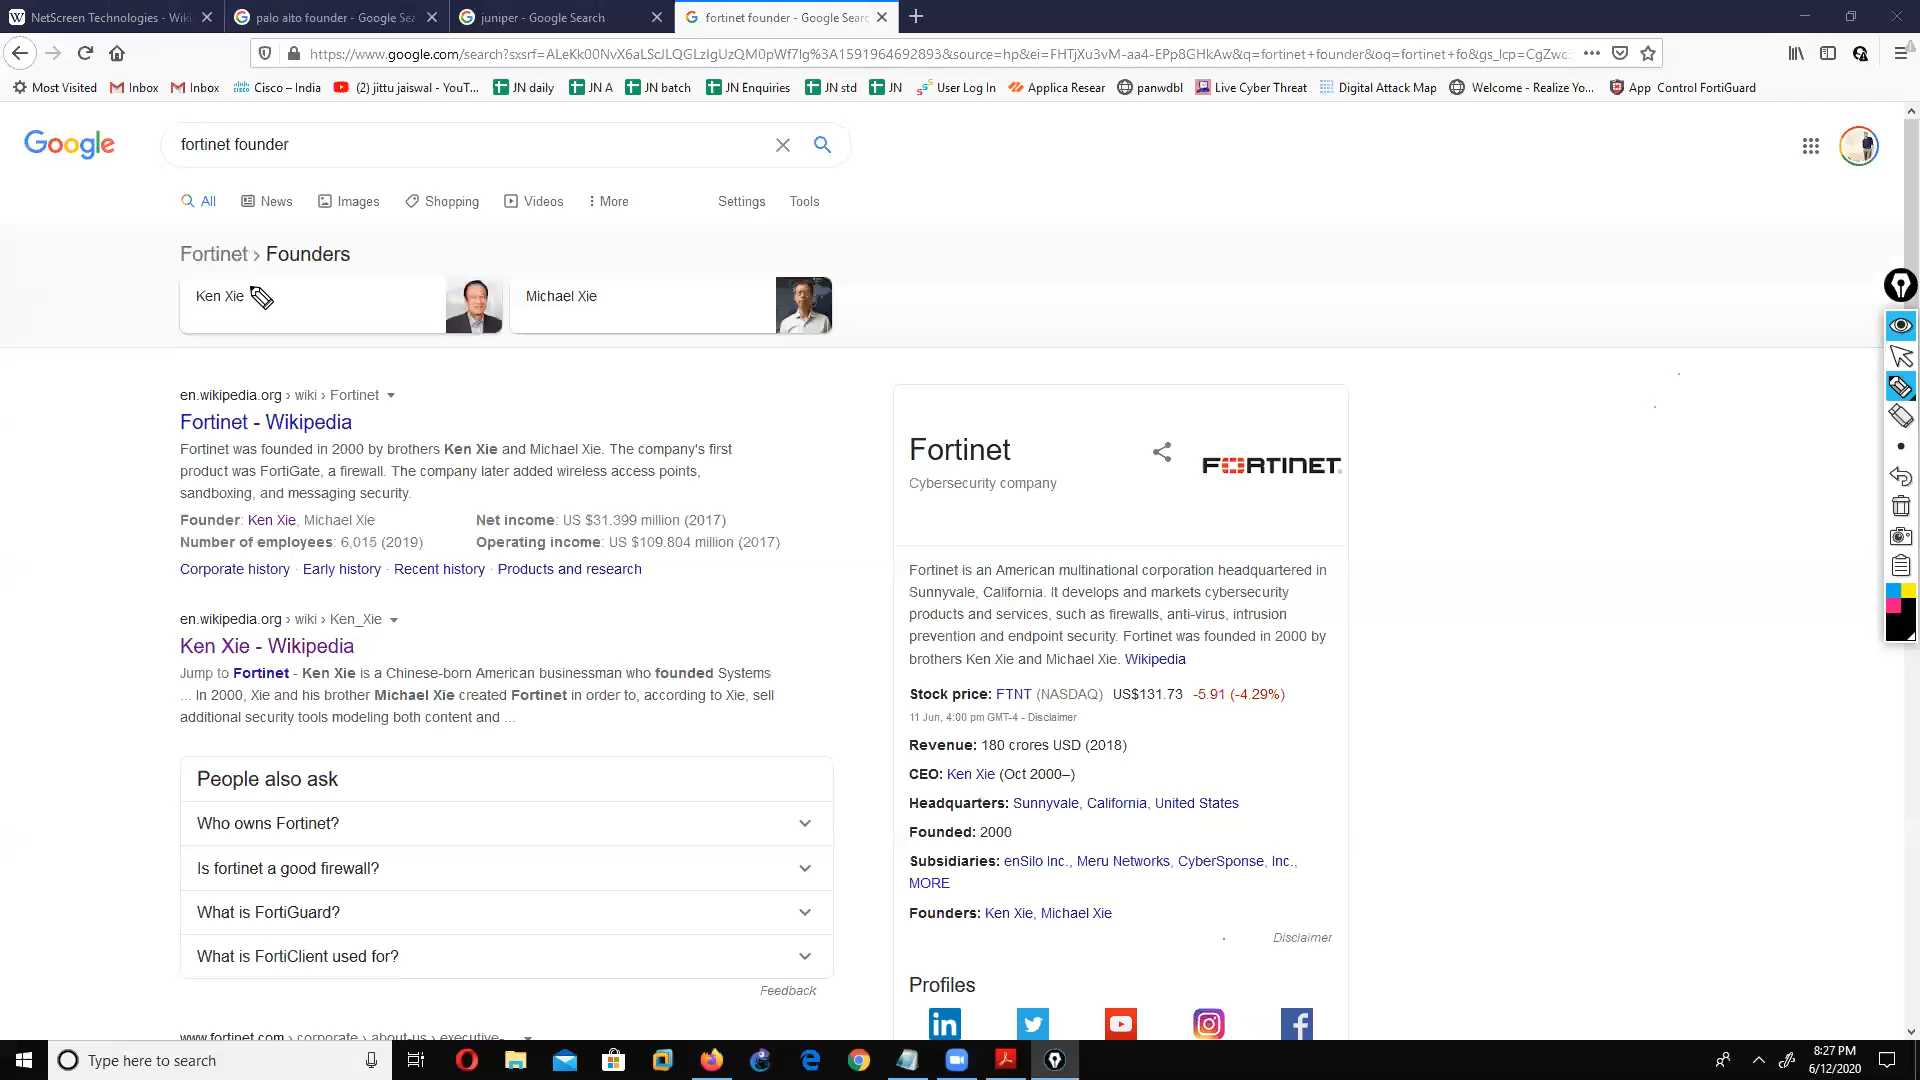 NetScreen Technologies - Wiki
palo alto founder - Google Sea
juniper - Google Search
fortinet founder - Google Searc
https://www.google.com/search?sxsrf=ALeKk00NvX6aLScJLQGLzIgUzQM0pWf7lg%3A1591964692893&source=hp&ei=FHTjXu3vM-aa4-EPp8GHkAw&q=fortinet+founder&oq=fortinet+fo&gs_lcp=CgZwc
Most Visited
Inbox
Inbox
Cisco – India
(2) jittu jaiswal - YouT...
JN daily
JN A
JN batch
JN Enquiries
JN std
JN
User Log In
Applica Resear
panwdbl
Live Cyber Threat
Digital Attack Map
Welcome - Realize Yo...
App Control FortiGuard
Google
fortinet founder
All
News
Images
Shopping
Videos
More
Settings
Tools
Fortinet › Founders
Ken Xie
Michael Xie
en.wikipedia.org › wiki › Fortinet
Fortinet - Wikipedia
Fortinet was founded in 2000 by brothers Ken Xie and Michael Xie. The company's first
product was FortiGate, a firewall. The company later added wireless access points,
sandboxing, and messaging security.
Founder: Ken Xie, Michael Xie
Net income: US $31.399 million (2017)
Number of employees: 6,015 (2019)
Operating income: US $109.804 million (2017)
Corporate history · Early history · Recent history · Products and research
en.wikipedia.org › wiki › Ken_Xie
Ken Xie - Wikipedia
Jump to Fortinet - Ken Xie is a Chinese-born American businessman who founded Systems
... In 2000, Xie and his brother Michael Xie created Fortinet in order to, according to Xie, sell
additional security tools modeling both content and ...
People also ask
Who owns Fortinet?
Is fortinet a good firewall?
What is FortiGuard?
What is FortiClient used for?
Feedback
www.fortinet.com › corporate › about-us › executive-
Fortinet
Cybersecurity company
FORTINET
Fortinet is an American multinational corporation headquartered in
Sunnyvale, California. It develops and markets cybersecurity
products and services, such as firewalls, anti-virus, intrusion
prevention and endpoint security. Fortinet was founded in 2000 by
brothers Ken Xie and Michael Xie. Wikipedia
Stock price: FTNT (NASDAQ) US$131.73 -5.91 (-4.29%)
11 Jun, 4:00 pm GMT-4 - Disclaimer
Revenue: 180 crores USD (2018)
CEO: Ken Xie (Oct 2000–)
Headquarters: Sunnyvale, California, United States
Founded: 2000
Subsidiaries: enSilo Inc., Meru Networks, CyberSponse, Inc.,
MORE
Founders: Ken Xie, Michael Xie
Disclaimer
Profiles
Type here to search
8:27 PM
6/12/2020